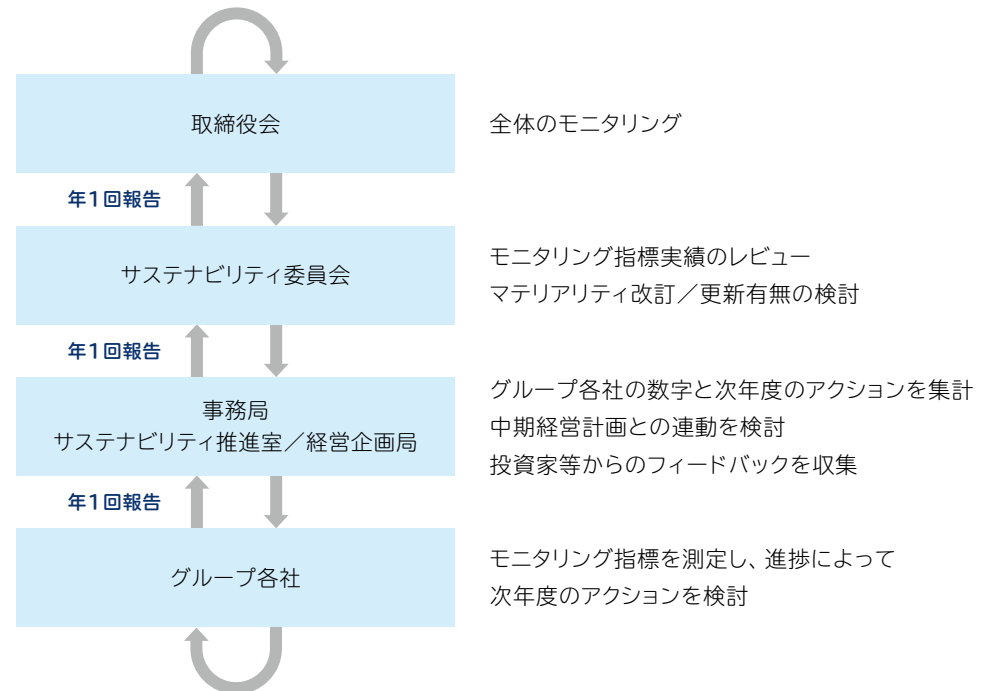 取締役会
全体のモニタリング
年1回報告
サステナビリティ委員会
モニタリング指標実績のレビュー
マテリアリティ改訂／更新有無の検討
年1回報告
事務局
サステナビリティ推進室／経営企画局
グループ各社の数字と次年度のアクションを集計
中期経営計画との連動を検討
投資家等からのフィードバックを収集
年1回報告
グループ各社
モニタリング指標を測定し、進捗によって
次年度のアクションを検討